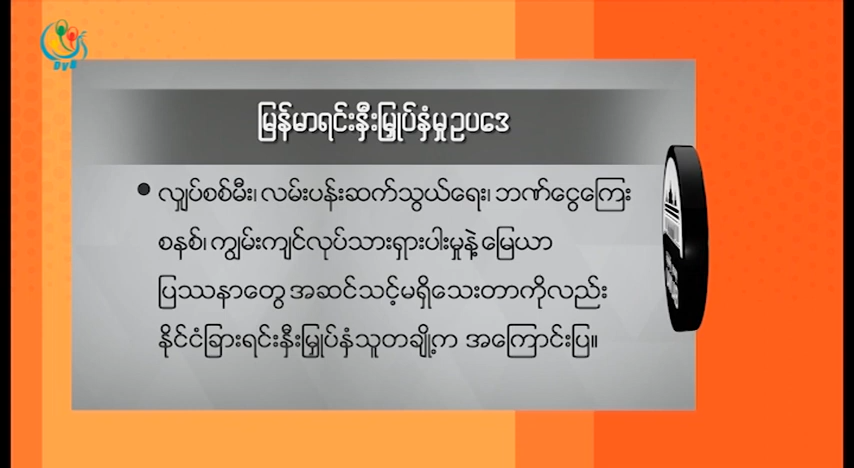 DVB
မြန်မာရင်းနှီးမြှုပ်နှံမှုဥပဒေ
• လျှပ်စစ်မီး၊ လမ်းပန်းဆက်သွယ်ရေး၊ ဘဏ်ငွေကြေး
စနစ်၊ ကျွမ်းကျင်လုပ်သားရှားပါးမှုနဲ့ မြေယာ
ပြဿနာတွေ အဆင်သင့်မရှိသေးတာကိုလည်း
နိုင်ငံခြားရင်းနှီးမြှုပ်နှံသူတချို့က အကြောင်းပြ။